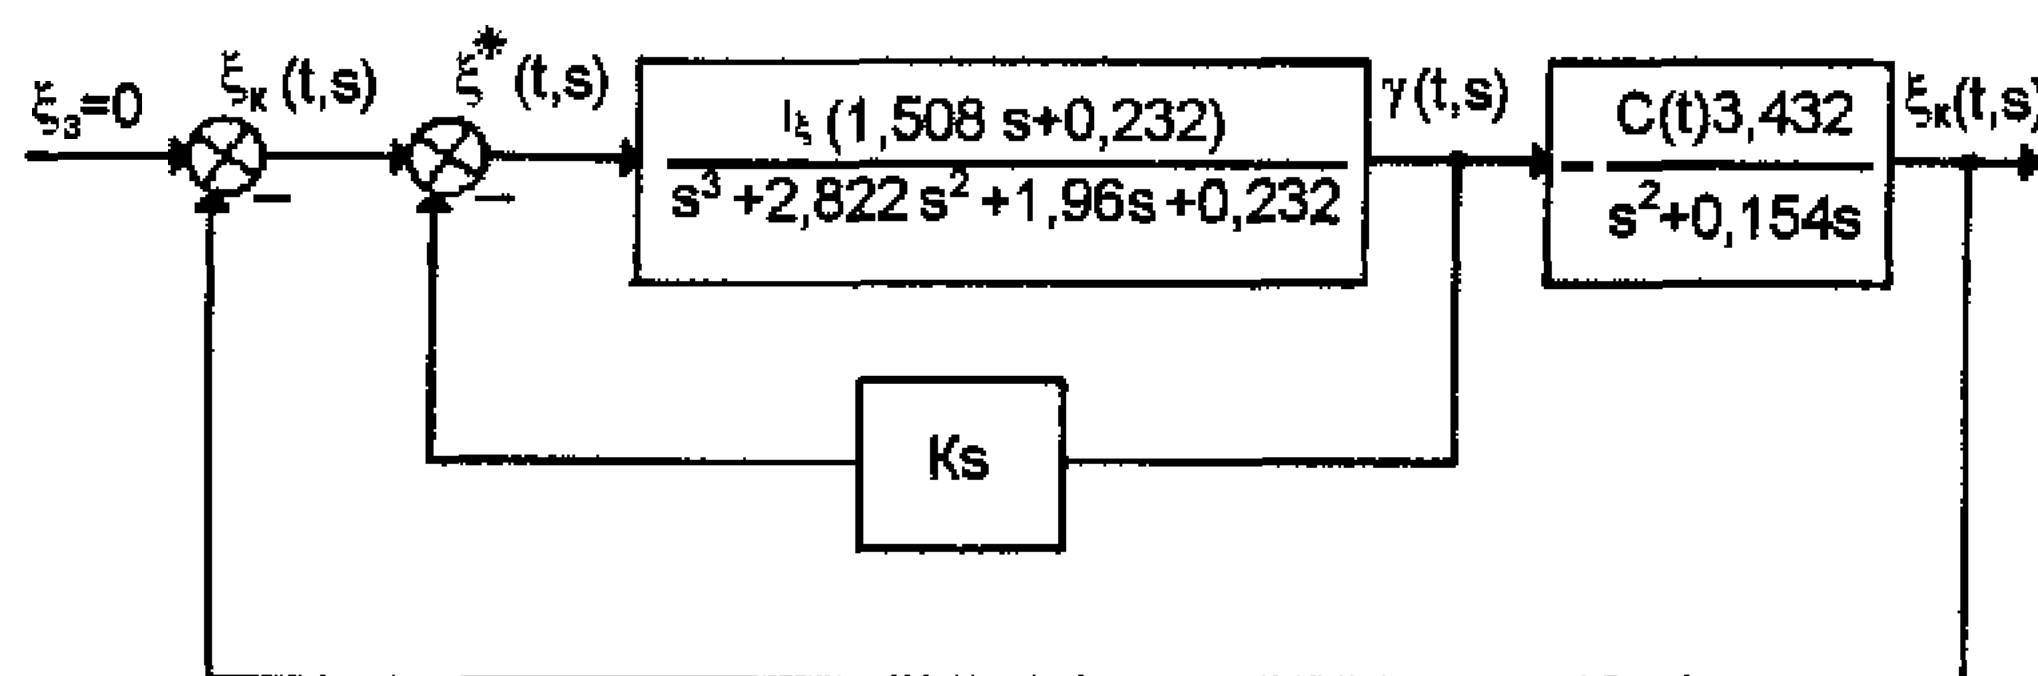 ξз=0
ξк (t,s)
ξ* (t,s)
Iξ (1,508 s+0,232)
s³+2,822 s²+1,96s+0,232
γ(t,s)
- C(t)3,432
s²+0,154s
ξк(t,s)
−
−
Ks